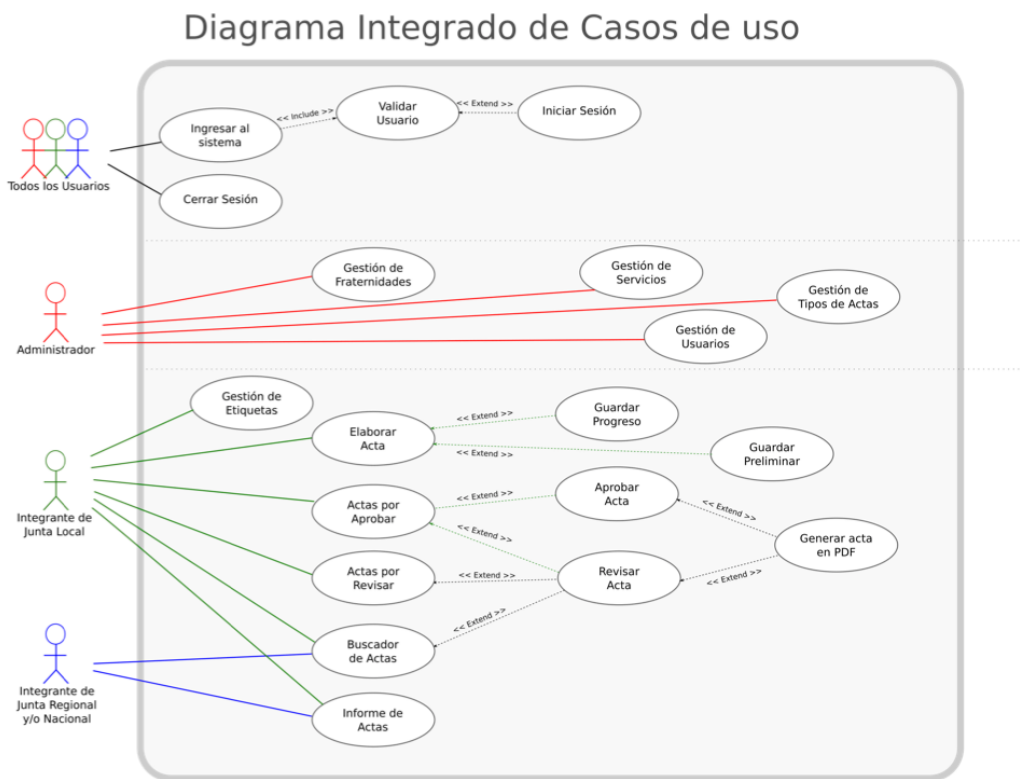 Diagrama Integrado de Casos de uso
Ingresar al
sistema
<< Include >>
Validar
Usuario
<< Extend >>
Iniciar Sesión
Todos los Usuarios
Cerrar Sesión
Gestión de
Fraternidades
Gestión de
Servicios
Gestión de
Tipos de Actas
Gestión de
Usuarios
Administrador
Gestión de
Etiquetas
Elaborar
Acta
<< Extend >>
Guardar
Progreso
<< Extend >>
Guardar
Preliminar
Integrante de
Junta Local
Actas por
Aprobar
<< Extend >>
Aprobar
Acta
<< Extend >>
<< Extend >>
Generar acta
en PDF
Actas por
Revisar
<< Extend >>
Revisar
Acta
<< Extend >>
<< Extend >>
Buscador
de Actas
Integrante de
Junta Regional
y/o Nacional
Informe de
Actas